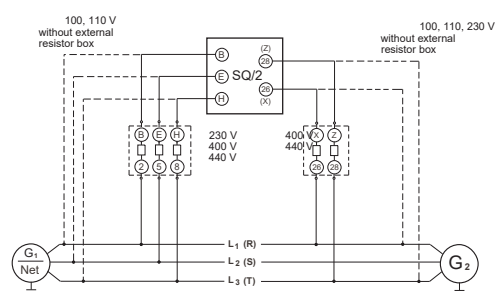 100, 110 V
without external
resistor box
100, 110, 230 V
without external
resistor box
B
(Z)
28
E
SQ/2
26
H
(X)
B E H
230 V
400 V
440 V
400 V
440 V
X Z
2 5 8
26 28
L1 (R)
G1
Net
L2 (S)
G2
L3 (T)